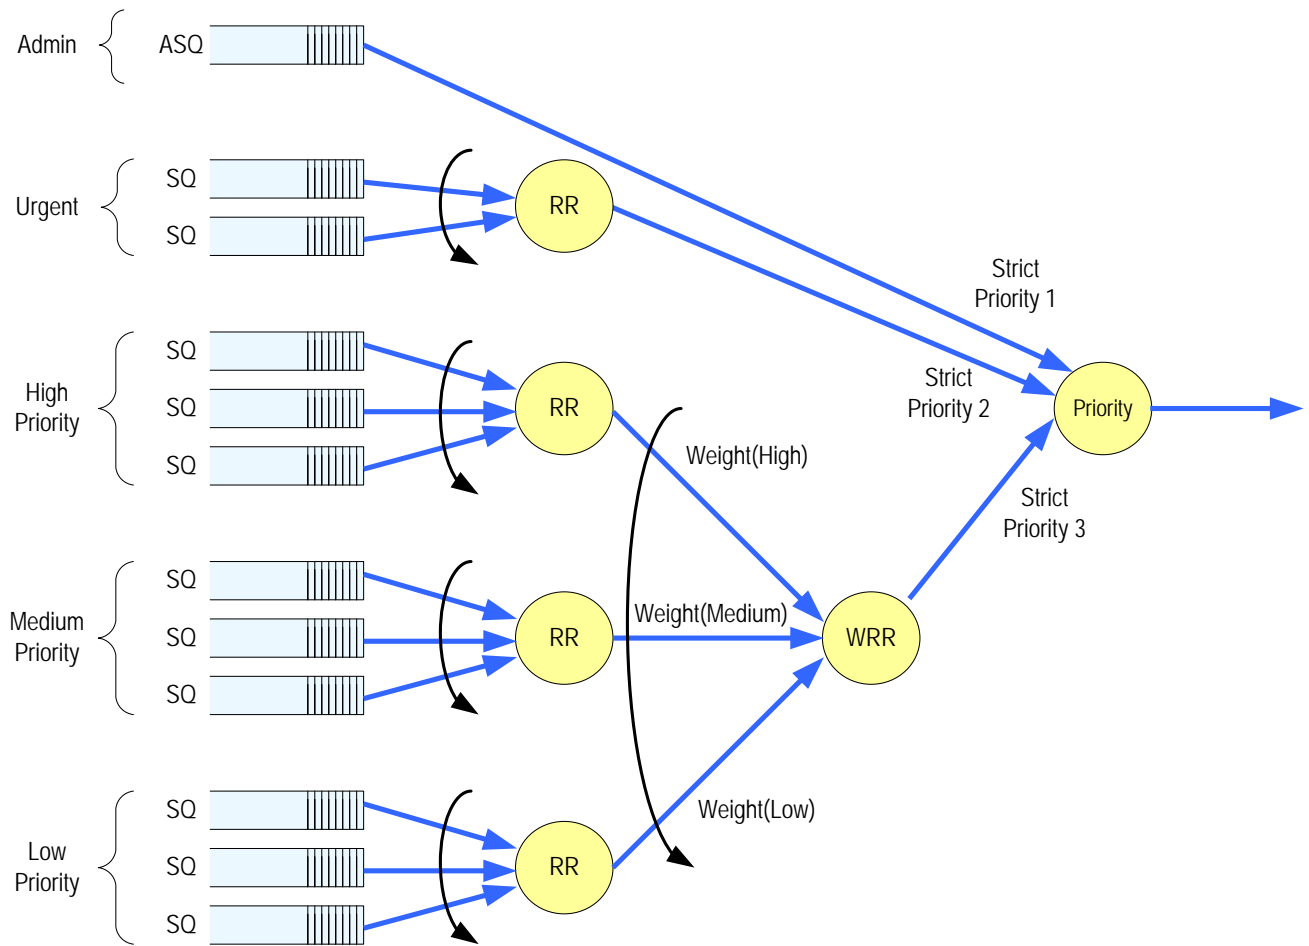 Admin
ASQ
Urgent
SQ
SQ
RR
Strict
Priority 1
High
Priority
SQ
SQ
SQ
RR
Strict
Priority 2
Priority
Weight(High)
Strict
Priority 3
Medium
Priority
SQ
SQ
SQ
RR
Weight(Medium)
WRR
Low
Priority
SQ
SQ
SQ
RR
Weight(Low)